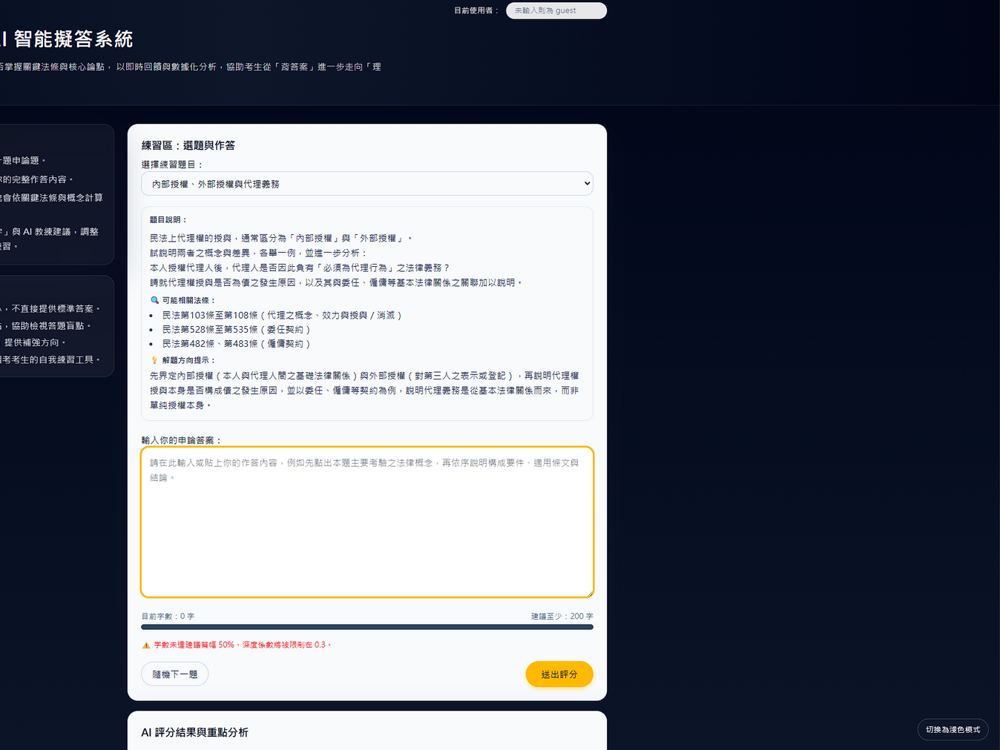 目前使用者：
未輸入則為 guest
AI 智能擬答系統
否掌握關鍵法條與核心論點， 以即時回饋與數據化分析，協助考生從「背答案」進一步走向「理
題申論題。
的完整作答內容。
會依關鍵法條與概念計算
」與 AI 教練建議，調整
習。
，不直接提供標準答案。
，協助檢視答題盲點。
提供補強方向。
考考生的自我練習工具。
練習區：選題與作答
選擇練習題目：
內部授權、外部授權與代理義務
題目說明：
民法上代理權的授與，通常區分為「內部授權」與「外部授權」。
試說明兩者之概念與差異，各舉一例，並進一步分析：
本人授權代理人後，代理人是否因此負有「必須為代理行為」之法律義務？
請就代理權授與是否為債之發生原因，以及其與委任、僱傭等基本法律關係之關聯加以說明。
🔍 可能相關法條：
• 民法第103條至第108條（代理之概念、效力與授與／消滅）
• 民法第528條至第535條（委任契約）
• 民法第482條、第483條（僱傭契約）
💡 解題方向提示：
先界定內部授權（本人與代理人間之基礎法律關係）與外部授權（對第三人之表示或登記），再說明代理權
授與本身是否構成債之發生原因，並以委任、僱傭等契約為例，說明代理義務是從基本法律關係而來，而非
單純授權本身。
輸入你的申論答案：
請在此輸入或貼上你的作答內容，例如先點出本題主要考驗之法律概念，再依序說明構成要件、適用條文與
結論。
目前字數：0 字
建議至少：200 字
⚠️ 字數未達建議篇幅 50%，深度係數將被限制在 0.3。
隨機下一題
送出評分
AI 評分結果與重點分析
切換為淺色模式